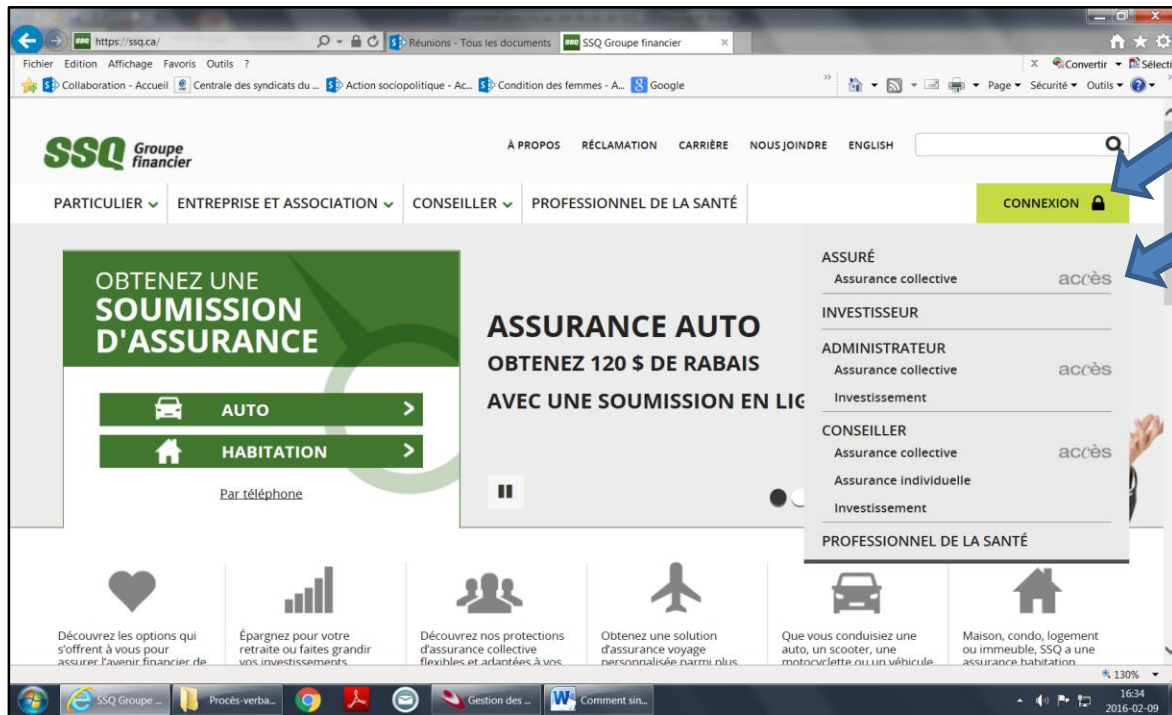 https://ssq.ca/
Réunions - Tous les documents
SSQ Groupe financier
Fichier Edition Affichage Favoris Outils ?
Convertir
Sélecti
Collaboration - Accueil
Centrale des syndicats du ...
Action sociopolitique - Ac...
Condition des femmes - A...
Google
Page Sécurité Outils
SSQ Groupe
financier
À PROPOS RÉCLAMATION CARRIÈRE NOUS JOINDRE ENGLISH
PARTICULIER ENTREPRISE ET ASSOCIATION CONSEILLER PROFESSIONNEL DE LA SANTÉ
CONNEXION
OBTENEZ UNE
SOUMISSION
D'ASSURANCE
AUTO
HABITATION
Par téléphone
ASSURANCE AUTO
OBTENEZ 120 $ DE RABAIS
AVEC UNE SOUMISSION EN LIG
ASSURÉ
Assurance collective accès
INVESTISSEUR
ADMINISTRATEUR
Assurance collective accès
Investissement
CONSEILLER
Assurance collective accès
Assurance individuelle
Investissement
PROFESSIONNEL DE LA SANTÉ
Découvrez les options qui
s'offrent à vous pour
assurer l'avenir financier de
Épargnez pour votre
retraite ou faites grandir
vos investissements
Découvrez nos protections
d'assurance collective
flexibles et adaptées à vos
Obtenez une solution
d'assurance voyage
personnalisée parmi plus
Que vous conduisiez une
auto, un scooter, une
motocyclette ou un véhicule
Maison, condo, logement
ou immeuble, SSQ a une
assurance habitation
130%
SSQ Groupe ...
Procès-verba...
Gestion des ...
Comment sin...
16:34
2016-02-09